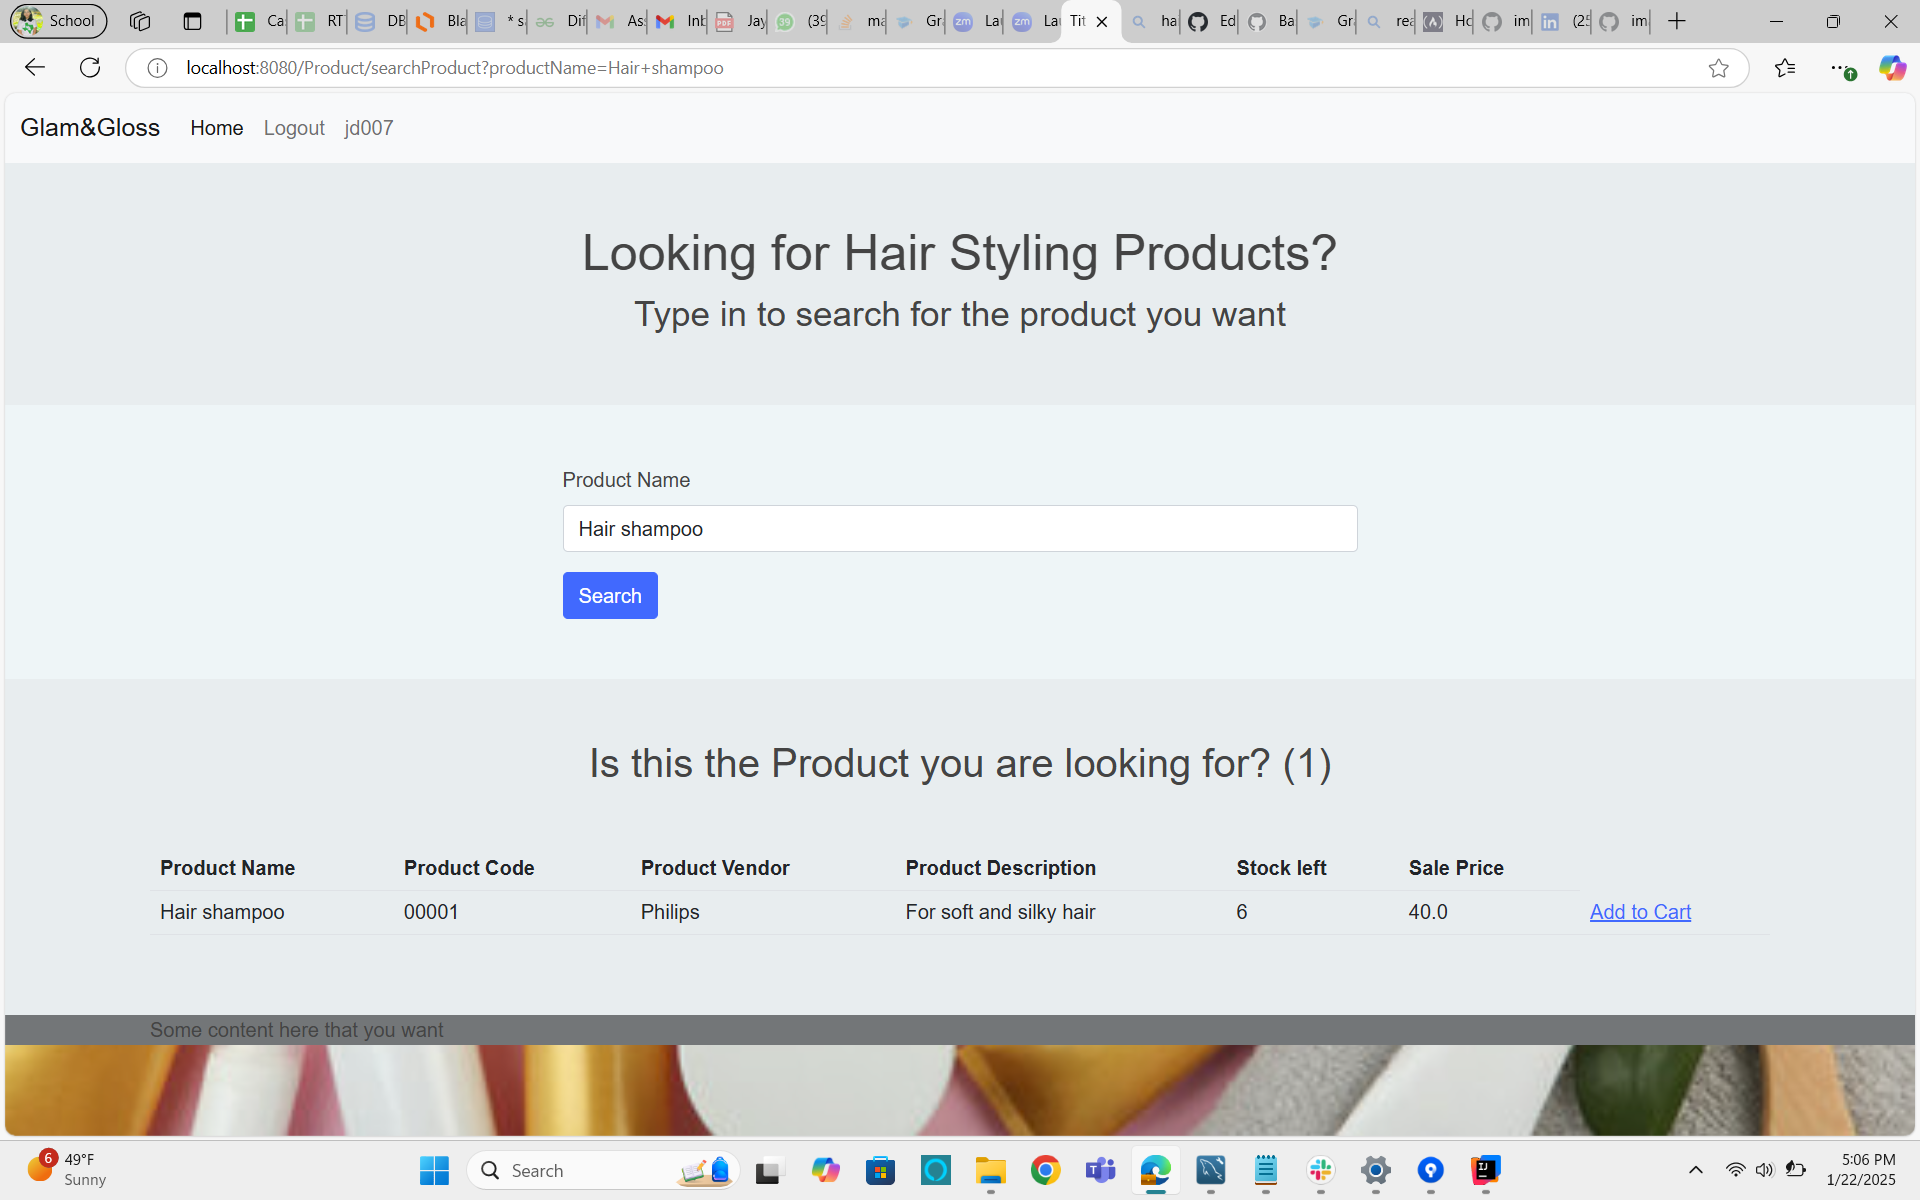 School
Ca
RT
DE
Bla
* s
Dif
As
Inb
Jay
39
(39
ma
Gr
zm
La
zm
La
Tit
ha
Ed
Ba
Gr
rea
Ho
im
in
(25
im
localhost:8080/Product/searchProduct?productName=Hair+shampoo
Glam&Gloss Home Logout jd007
Looking for Hair Styling Products?
Type in to search for the product you want
Product Name
Hair shampoo
Search
Is this the Product you are looking for? (1)
Product Name Product Code Product Vendor Product Description Stock left Sale Price
Hair shampoo 00001 Philips For soft and silky hair 6 40.0 Add to Cart
Some content here that you want
6
49°F
Sunny
Search
5:06 PM
1/22/2025